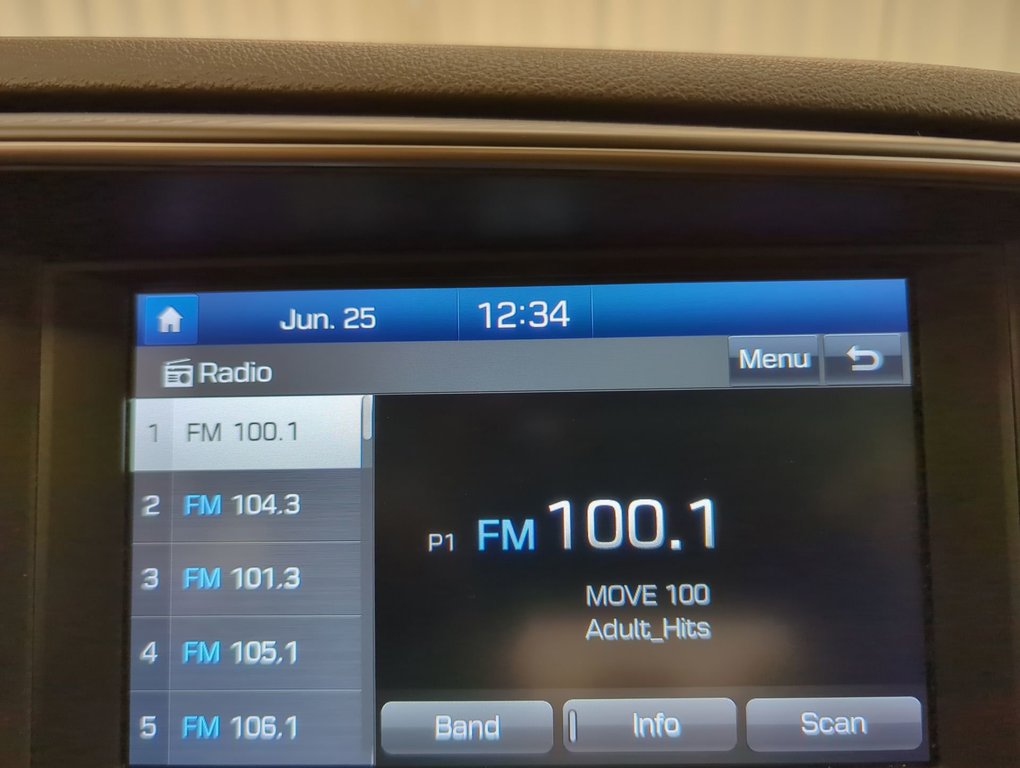 Jun. 25 12:34
Radio Menu
1 FM 100.1
2 FM 104.3
3 FM 101.3
4 FM 105.1
5 FM 106.1
P1 FM 100.1
MOVE 100
Adult_Hits
Band Info Scan